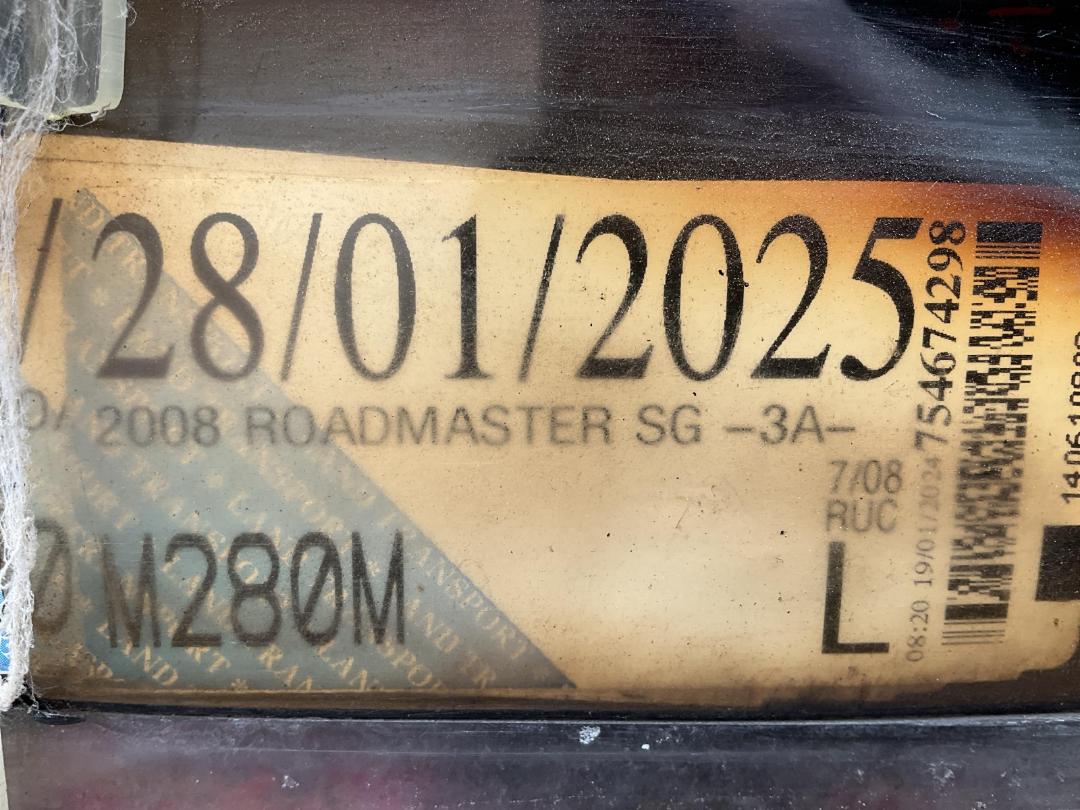 /28/01/2025
2008 ROADMASTER SG -3A-
7/08
RUC
M280M
L
08:20 19/01/2024 754674298